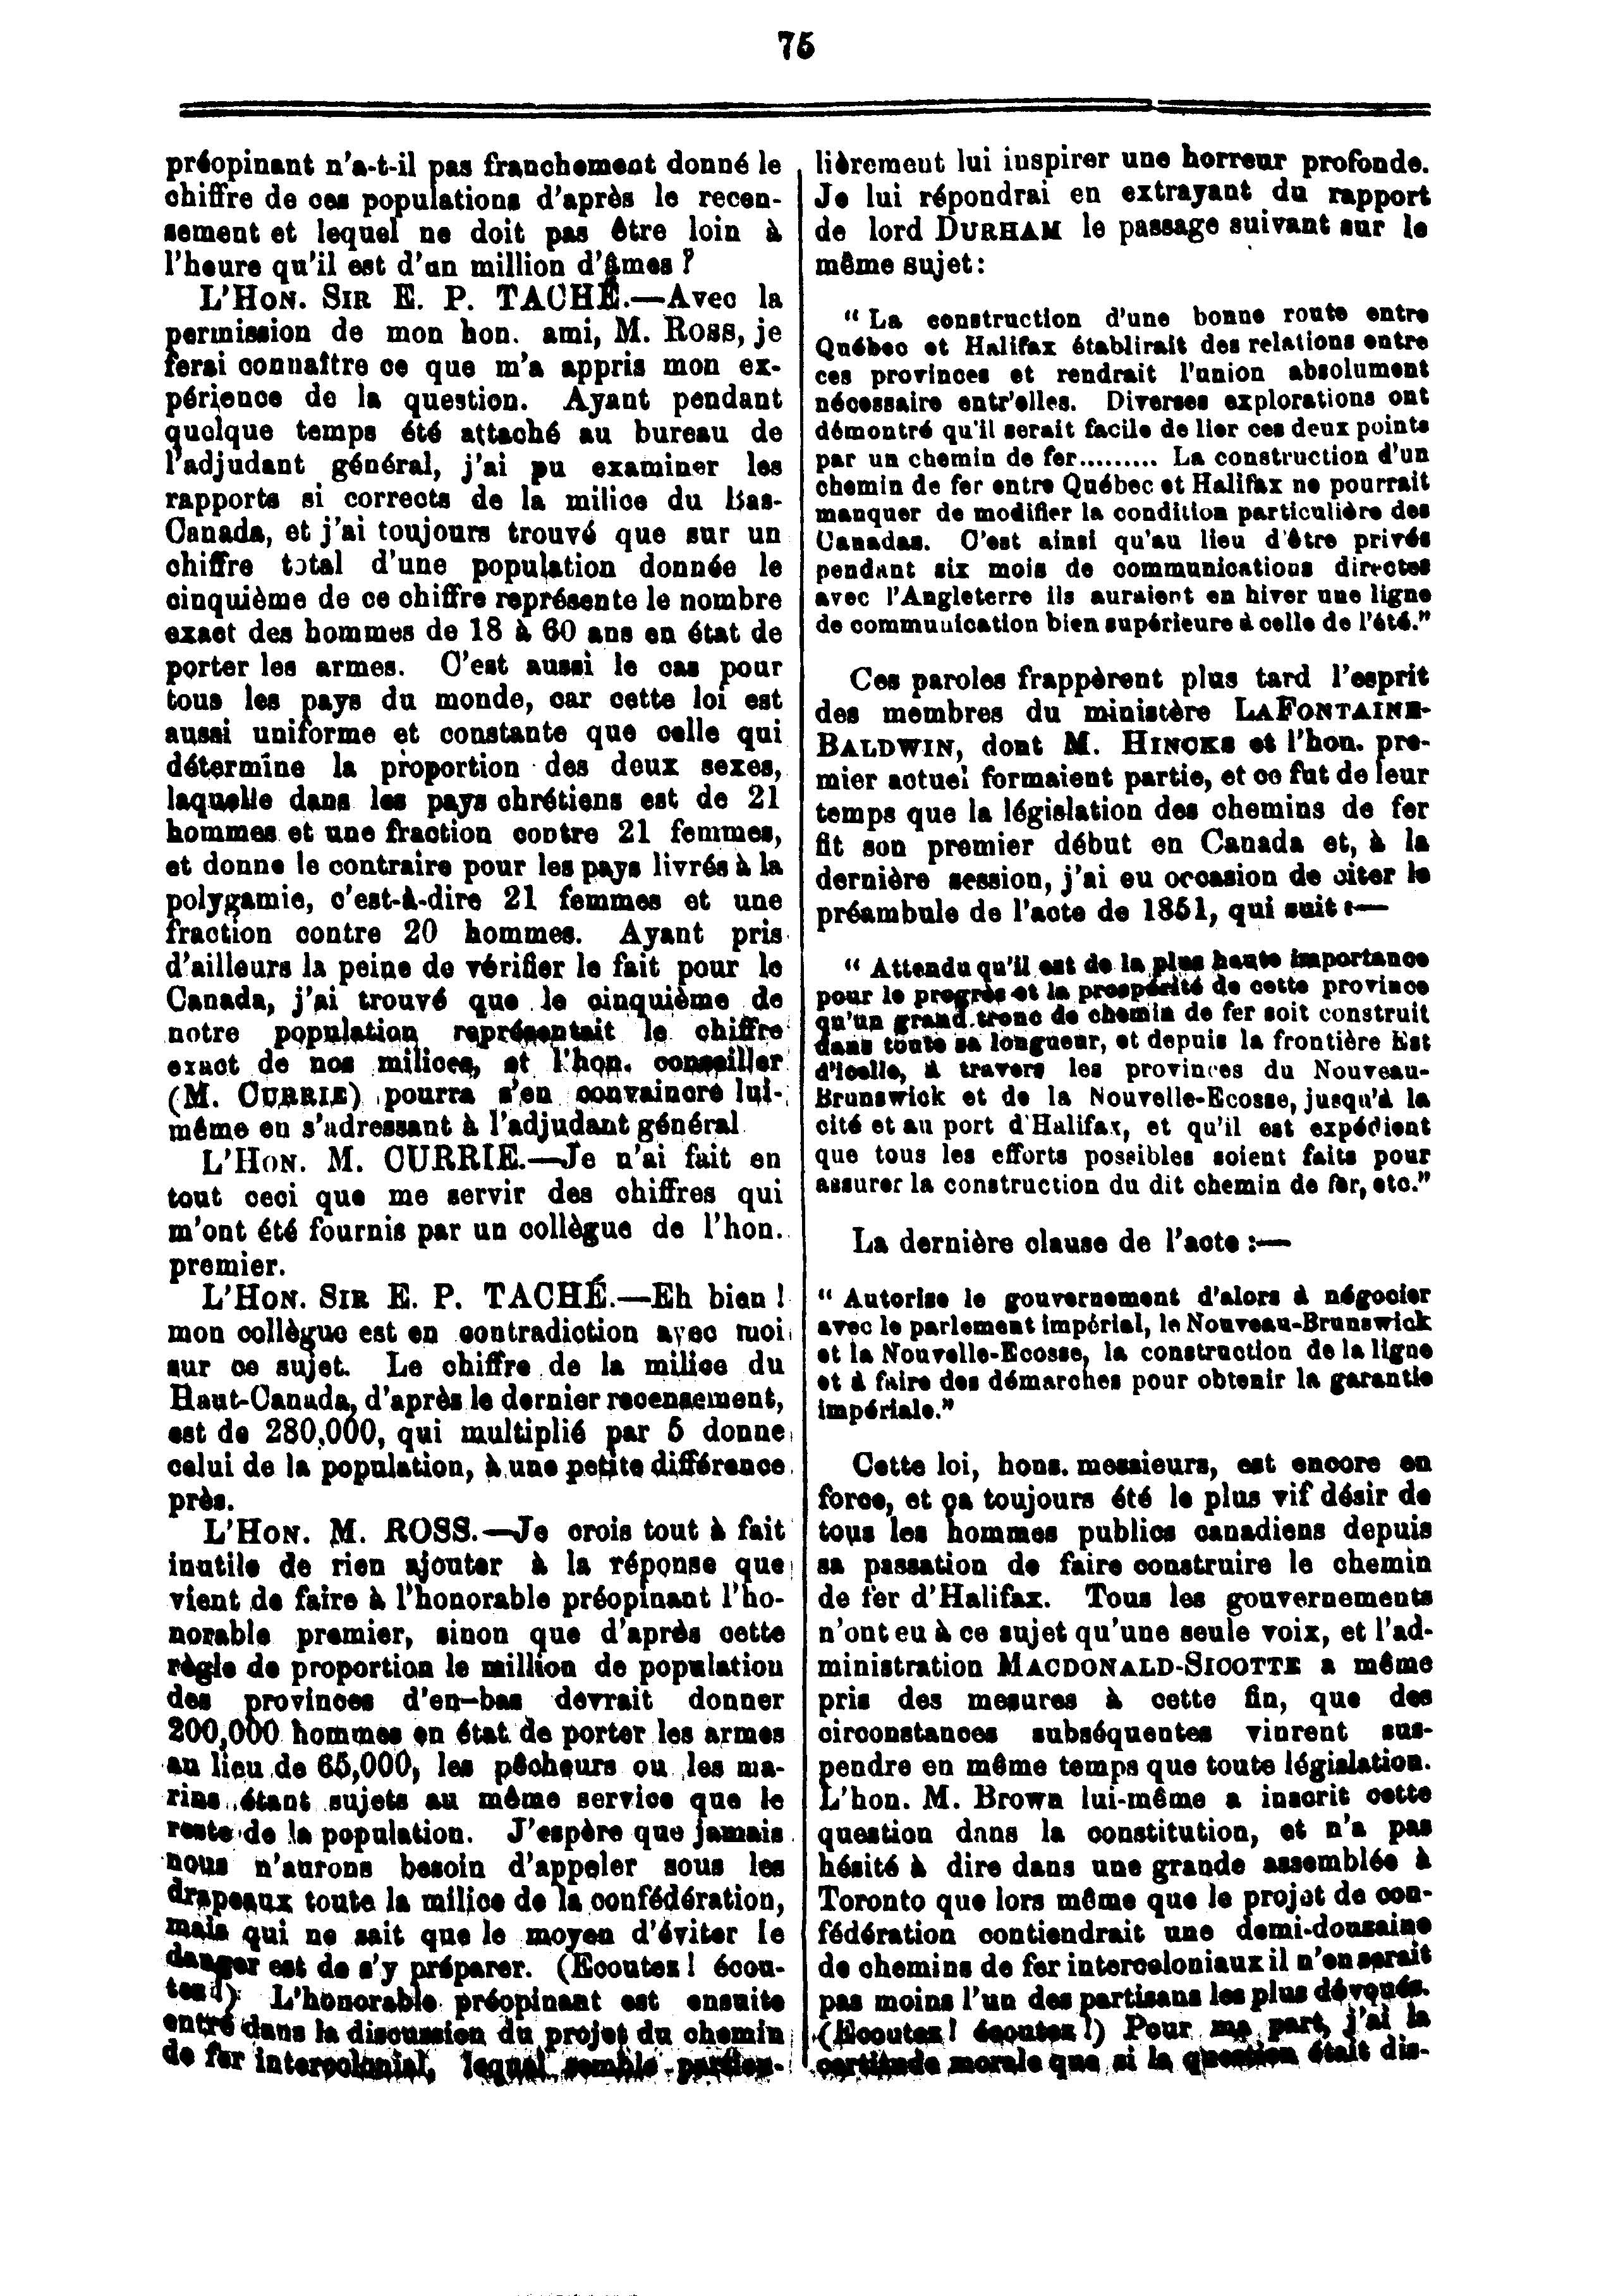 75
préopinant n'a-t-il pas franchement donné le
chiffre de ces populations d'après le recen-
sement et lequel ne doit pas être loin à
l'heure qu'il est d'un million d'âmes ?
L'HON. SIR E. P. TACHÉ.—Avec la
permission de mon hon. ami, M. ROSS, je
ferai connaître ce que m'a appris mon ex-
périence de la question. Ayant pendant
quelque temps été attaché au bureau de
l'adjudant général, j'ai pu examiner les
rapports si corrects de la milice du Bas-
Canada, et j'ai toujours trouvé que sur un
chiffre total d'une population donnée le
cinquième de ce chiffre représente le nombre
exact des hommes de 18 à 60 ans en état de
porter les armes. C'est aussi le cas pour
tous les pays du monde, car cette loi est
aussi uniforme et constante que celle qui
détermine la proportion des deux sexes,
laquelle dans les pays chrétiens est de 21
hommes et une fraction contre 21 femmes,
et donne le contraire pour les pays livrés à la
polygamie, c'est-à-dire 21 femmes et une
fraction contre 20 hommes. Ayant pris
d'ailleurs la peine de vérifier le fait pour le
Canada, j'ai trouvé que le cinquième de
notre population représentait le chiffre
exact de nos milices, et l'hon. conseiller
(M. CURRIE) pourra s'en convaincre lui-
même en s'adressant à l'adjudant général
L'HON. M. CURRIE.—Je n'ai fait en
tout ceci que me servir des chiffres qui
m'ont été fournis par un collègue de l'hon.
premier.
L'HON. SIR E. P. TACHÉ.—Eh bien !
mon collègue est en contradiction avec moi
sur ce sujet. Le chiffre de la milice du
Haut-Canada, d'après le dernier recensement,
est de 280,000, qui multiplié par 5 donne
celui de la population, à une petite différence
près.
L'HON. M. ROSS.—Je crois tout à fait
inutile de rien ajouter à la réponse que
vient de faire à l'honorable préopinant l'ho-
norable premier, sinon que d'après cette
règle de proportion le million de population
des provinces d'en-bas devrait donner
200,000 hommes en état de porter les armes
au lieu de 65,000, les pêcheurs ou les ma-
rins étant sujets au même service que le
reste de la population. J'espère que jamais
nous n'aurons besoin d'appeler sous les
drapeaux toute la milice de la confédération,
mais qui ne sait que le moyen d'éviter le
danger est de s'y préparer. (Ecoutez ! écou-
tez !) L'honorable préopinant est ensuite
entré dans la discussion du projet du chemin
de fer intercolonial, lequel semble particu-
lièrement lui inspirer une horreur profonde.
Je lui répondrai en extrayant du rapport
de lord DURHAM le passage suivant sur le
même sujet :
“ La construction d'une bonne route entre
Québec et Halifax établirait des relations entre
ces provinces et rendrait l'union absolument
nécessaire entr'elles. Diverses explorations ont
démontré qu'il serait facile de lier ces deux points
par un chemin de fer......... La construction d'un
chemin de fer entre Québec et Halifax ne pourrait
manquer de modifier la condition particulière des
Canadas. C'est ainsi qu'au lieu d'être privés
pendant six mois de communications directes
avec l'Angleterre ils auraient en hiver une ligne
de communication bien supérieure à celle de l'été.”
Ces paroles frappèrent plus tard l'esprit
des membres du ministère LAFONTAINE-
BALDWIN, dont M. HINCKS et l'hon. pre-
mier actuel formaient partie, et ce fut de leur
temps que la législation des chemins de fer
fit son premier début en Canada et, à la
dernière session, j'ai eu occasion de citer le
préambule de l'acte de 1851, qui suit :—
“ Attendu qu'il est de la plus haute importance
pour le progrès et la prospérité de cette province
qu'un grand tronc de chemin de fer soit construit
dans toute sa longueur, et depuis la frontière Est
d'icelle, à travers les provinces du Nouveau-
Brunswick et de la Nouvelle-Ecosse, jusqu'à la
cité et au port d'Halifax, et qu'il est expédient
que tous les efforts possibles soient faits pour
assurer la construction du dit chemin de fer, etc.”
La dernière clause de l'acte :—
“ Autorise le gouvernement d'alors à négocier
avec le parlement impérial, le Nouveau-Brunswick
et la Nouvelle-Ecosse, la construction de la ligne
et à faire des démarches pour obtenir la garantie
impériale.”
Cette loi, hons. messieurs, est encore en
force, et ça toujours été le plus vif désir de
tous les hommes publics canadiens depuis
sa passation de faire construire le chemin
de fer d'Halifax. Tous les gouvernements
n'ont eu à ce sujet qu'une seule voix, et l'ad-
ministration MACDONALD-SICOTTE a même
pris des mesures à cette fin, que des
circonstances subséquentes vinrent sus-
pendre en même temps que toute législation.
L'hon. M. Brown lui-même a inscrit cette
question dans la constitution, et n'a pas
hésité à dire dans une grande assemblée à
Toronto que lors même que le projet de con-
fédération contiendrait une demi-douzaine
de chemins de fer intercoloniaux il n'en serait
pas moins l'un des partisans les plus dévoués.
(Ecoutez ! écoutez !) Pour ma part, j'ai la
certitude morale que si la question était dis-